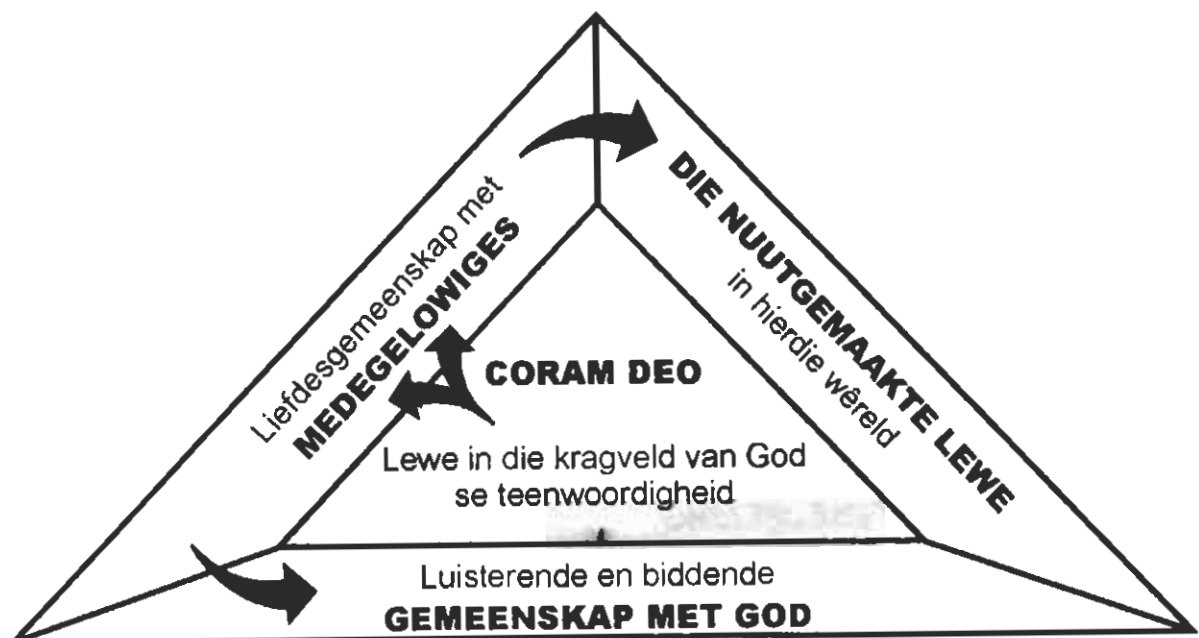 Liefdesgemeenskap met
MEDEGELOWIGES
DIE NUUTGEMAAKTE LEWE
in hierdie wêreld
CORAM DEO
Lewe in die kragveld van God
se teenwoordigheid
Luisterende en biddende
GEMEENSKAP MET GOD